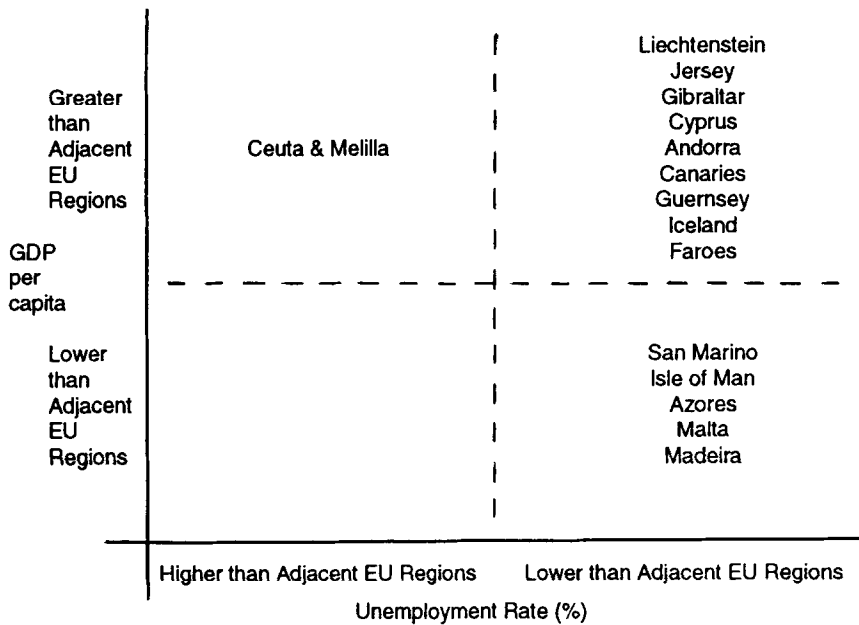 Greater
than
Adjacent
EU
Regions
GDP
per
capita
Lower
than
Adjacent
EU
Regions
Ceuta & Melilla
Liechtenstein
Jersey
Gibraltar
Cyprus
Andorra
Canaries
Guernsey
Iceland
Faroes
San Marino
Isle of Man
Azores
Malta
Madeira
Higher than Adjacent EU Regions
Lower than Adjacent EU Regions
Unemployment Rate (%)